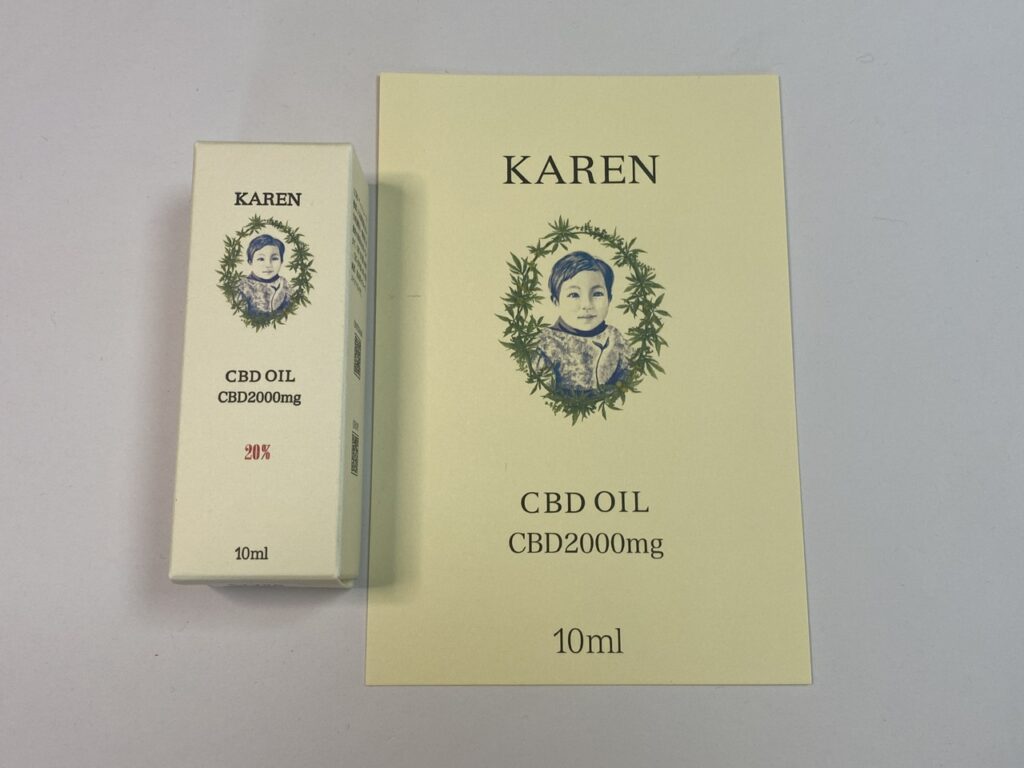 KAREN
CBD OIL
CBD2000mg
20%
10ml
KAREN
CBD OIL
CBD2000mg
10ml